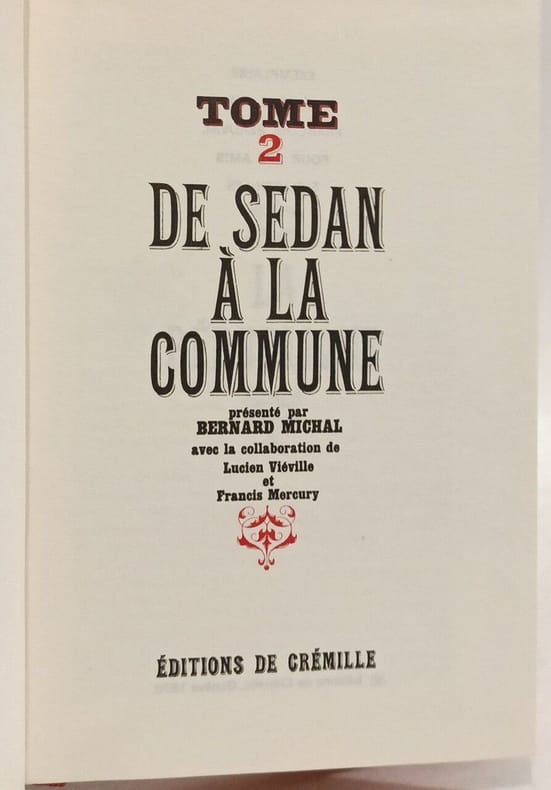 TOME
2
DE SEDAN
À LA
COMMUNE
présenté par
BERNARD MICHAL
avec la collaboration de
Lucien Viéville
et
Francis Mercury
ÉDITIONS DE CRÉMILLE